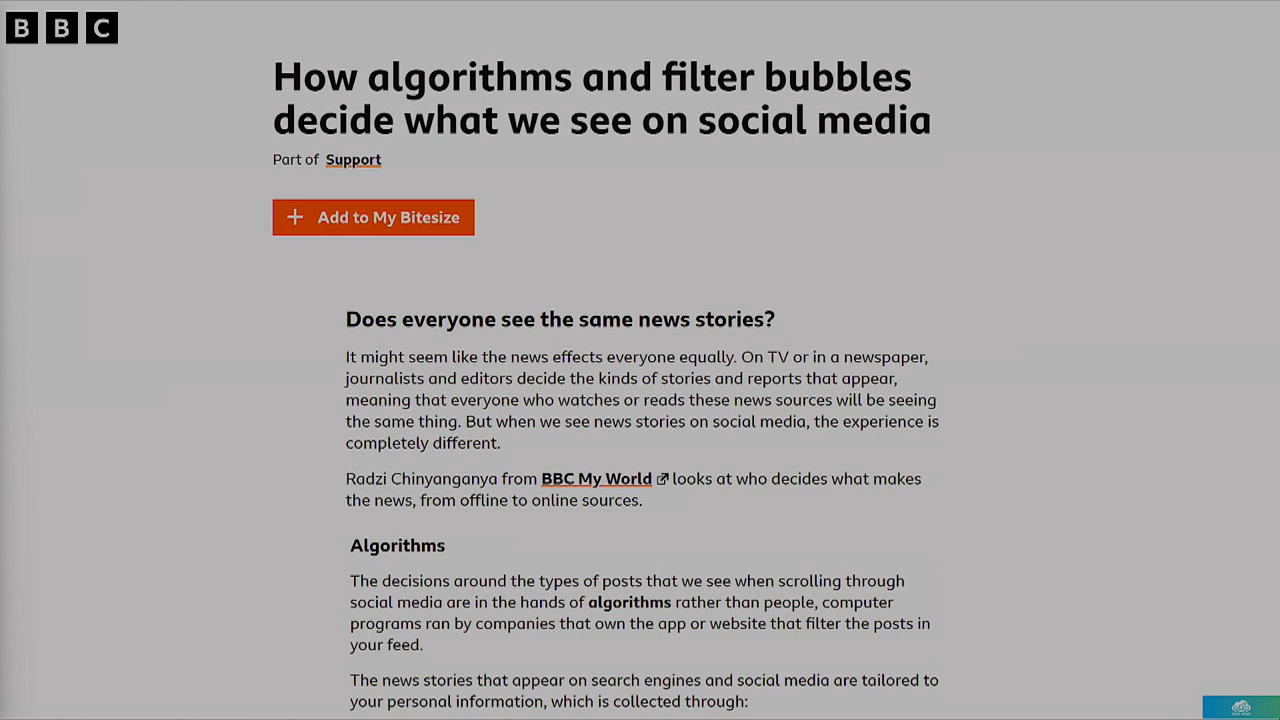 BBC
How algorithms and filter bubbles
decide what we see on social media
Part of Support
+ Add to My Bitesize
Does everyone see the same news stories?
It might seem like the news effects everyone equally. On TV or in a newspaper,
journalists and editors decide the kinds of stories and reports that appear,
meaning that everyone who watches or reads these news sources will be seeing
the same thing. But when we see news stories on social media, the experience is
completely different.
Radzi Chinyanganya from BBC My World looks at who decides what makes
the news, from offline to online sources.
Algorithms
The decisions around the types of posts that we see when scrolling through
social media are in the hands of algorithms rather than people, computer
programs ran by companies that own the app or website that filter the posts in
your feed.
The news stories that appear on search engines and social media are tailored to
your personal information, which is collected through: